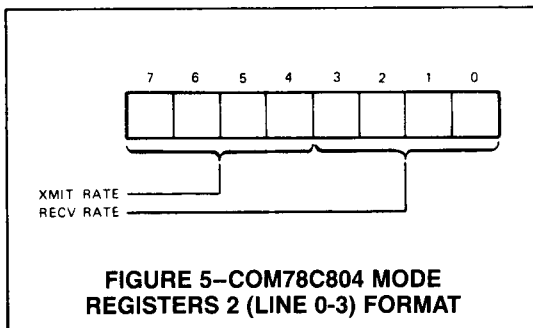 7 6 5 4 3 2 1 0
XMIT RATE
RECV RATE
FIGURE 5–COM78C804 MODE
REGISTERS 2 (LINE 0-3) FORMAT